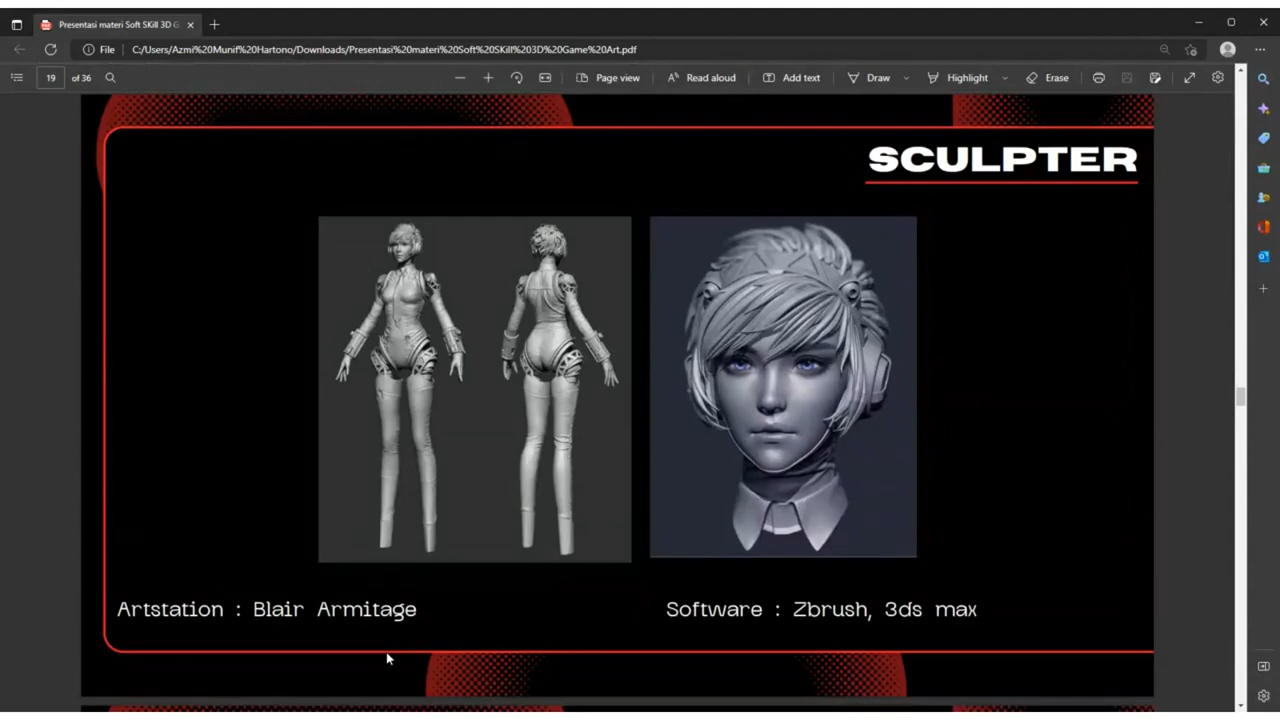 Presentasi materi Soft SKill 3D G
File
C:/Users/Azmi%20Munif%20Hartono/Downloads/Presentasi%20materi%20Soft%20SKill%203D%20Game%20Art.pdf
19 of 36
Page view
Read aloud
Add text
Draw
Highlight
Erase
SCULPTER
Artstation : Blair Armitage
Software : Zbrush, 3ds max